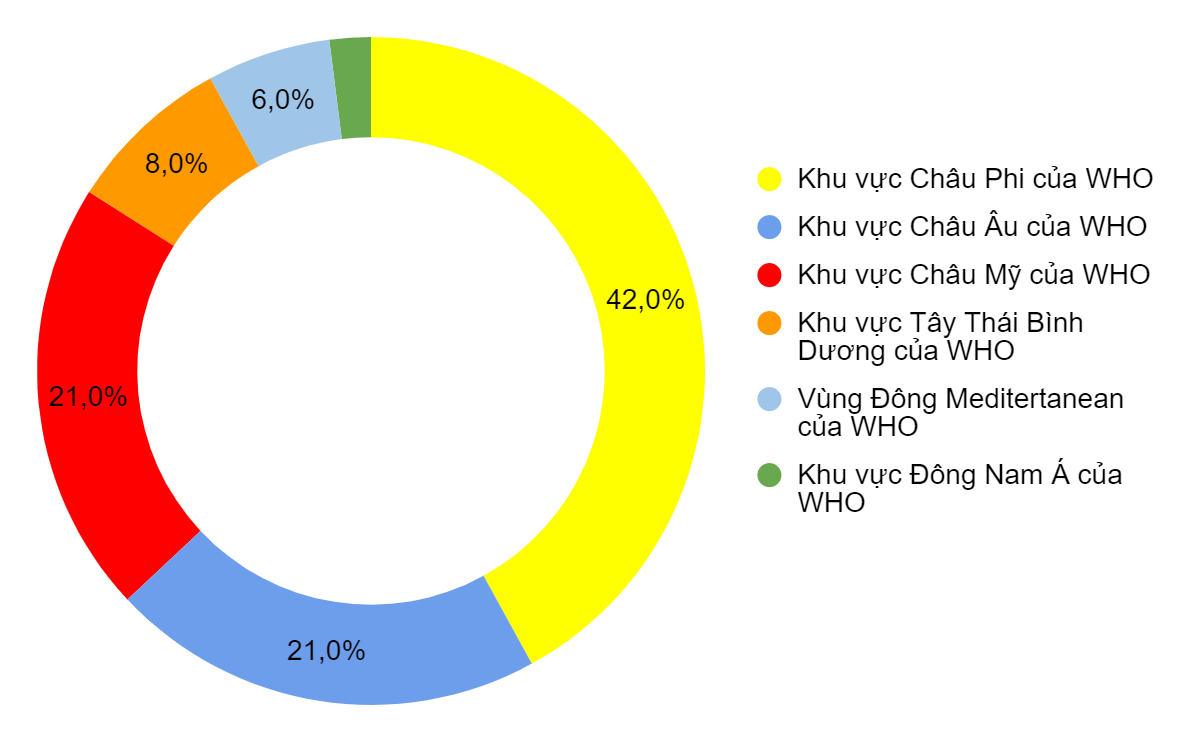 6,0%
8,0%
42,0%
21,0%
21,0%
Khu vực Châu Phi của WHO
Khu vực Châu Âu của WHO
Khu vực Châu Mỹ của WHO
Khu vực Tây Thái Bình
Dương của WHO
Vùng Đông Meditertanean
của WHO
Khu vực Đông Nam Á của
WHO